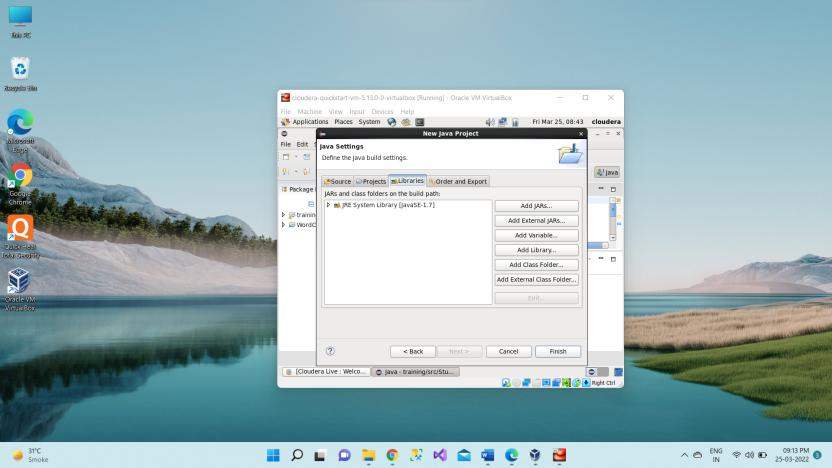 This PC
Recycle Bin
Microsoft
Edge
Google
Chrome
Quick Heal
Total Security
Oracle VM
VirtualBox
cloudera-quickstart-vm-5.13.0-0-virtualbox [Running] - Oracle VM VirtualBox
File Machine View Input Devices Help
Applications Places System
Fri Mar 25, 08:43 cloudera
New Java Project
File Edit
Java Settings
Define the Java build settings.
Java
Source Projects Libraries Order and Export
Package
JARs and class folders on the build path:
JRE System Library [JavaSE-1.7]
training
WordC
Add JARs...
Add External JARs...
Add Variable...
Add Library...
Add Class Folder...
Add External Class Folder...
Edit...
?
< Back Next > Cancel Finish
[Cloudera Live : Welco...
Java - training/src/Stu...
Right Ctrl
31°C
Smoke
ENG
IN
09:13 PM
25-03-2022
3